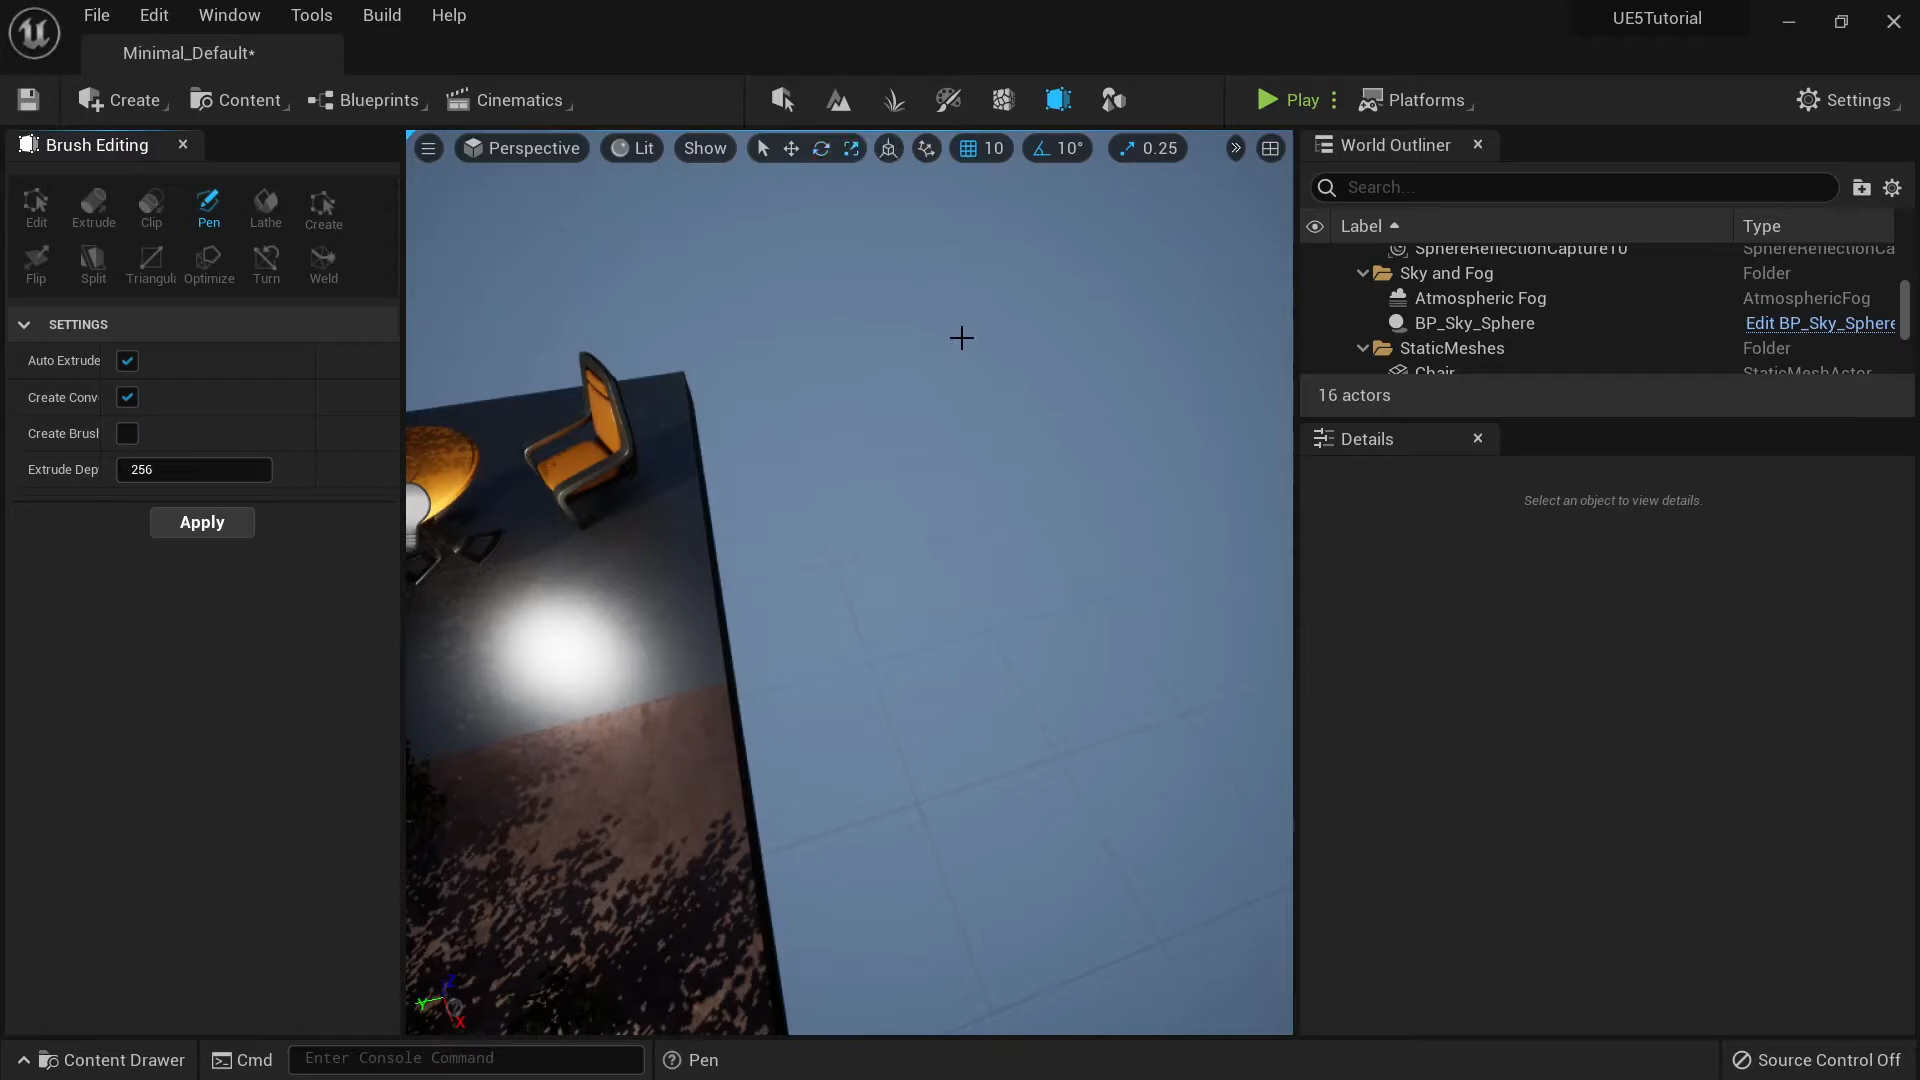 File Edit Window Tools Build Help
UE5Tutorial
Minimal_Default*
Create Content Blueprints Cinematics Play Platforms Settings
Brush Editing
Perspective Lit Show 10 10° 0.25
World Outliner
Search...
Edit Extrude Clip Pen Lathe Create
Flip Split Triangul Optimize Turn Weld
Label Type
SphereReflectionCapture10 SphereReflectionCa
Sky and Fog Folder
Atmospheric Fog AtmosphericFog
BP_Sky_Sphere Edit BP_Sky_Sphere
StaticMeshes Folder
Chair StaticMeshActor
16 actors
SETTINGS
Auto Extrude
Create Conv
Create Brush
Extrude Dep 256
Apply
Details
Select an object to view details.
Z
Y
X
Content Drawer Cmd Enter Console Command Pen Source Control Off